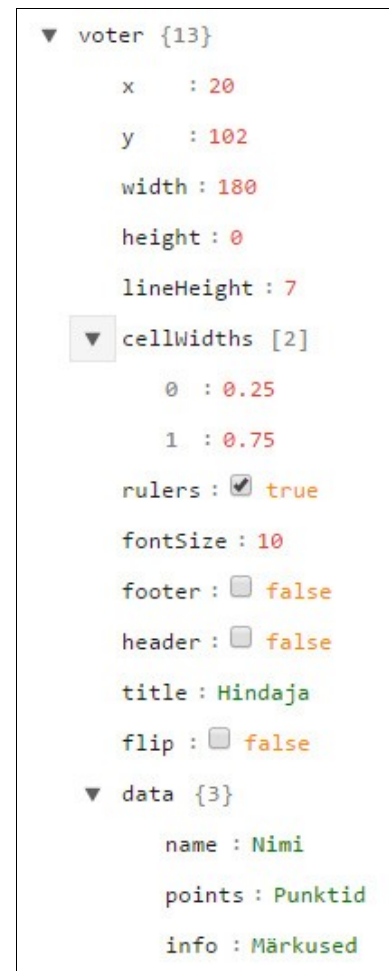 ▼ voter {13}
x : 20
y : 102
width : 180
height : 0
lineHeight : 7
▼ cellWidths [2]
0 : 0.25
1 : 0.75
rulers : true
fontSize : 10
footer : false
header : false
title : Hindaja
flip : false
▼ data {3}
name : Nimi
points : Punktid
info : Märkused